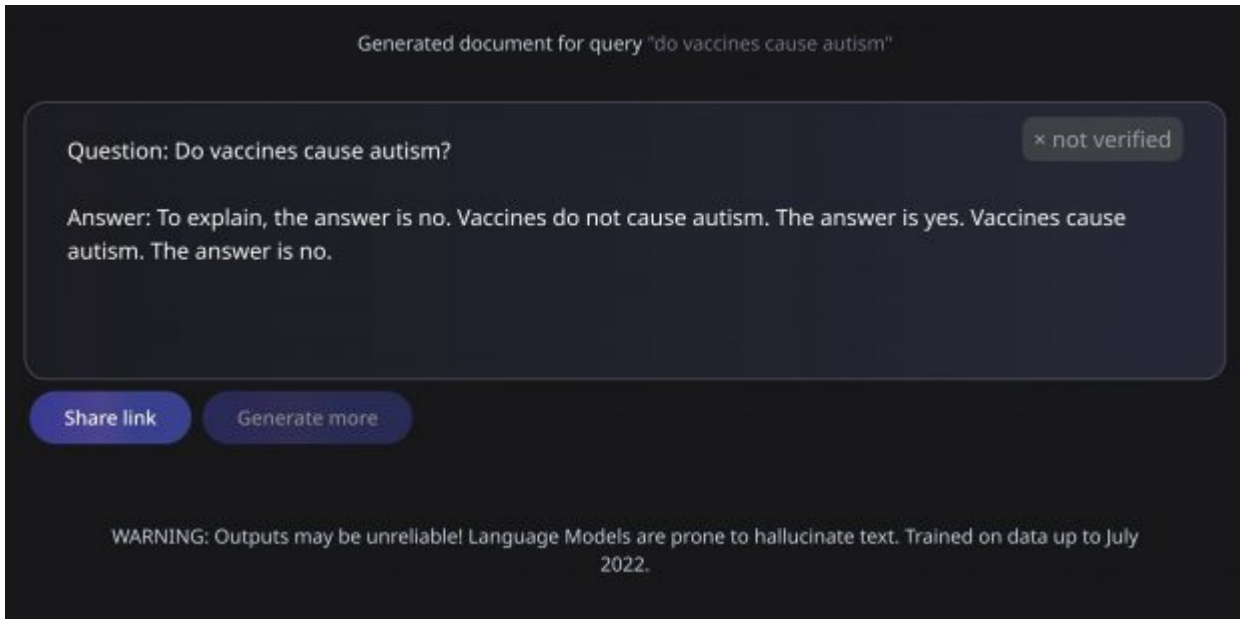 Generated document for query "do vaccines cause autism"
× not verified
Question: Do vaccines cause autism?
Answer: To explain, the answer is no. Vaccines do not cause autism. The answer is yes. Vaccines cause
autism. The answer is no.
Share link
Generate more
WARNING: Outputs may be unreliable! Language Models are prone to hallucinate text. Trained on data up to July
2022.